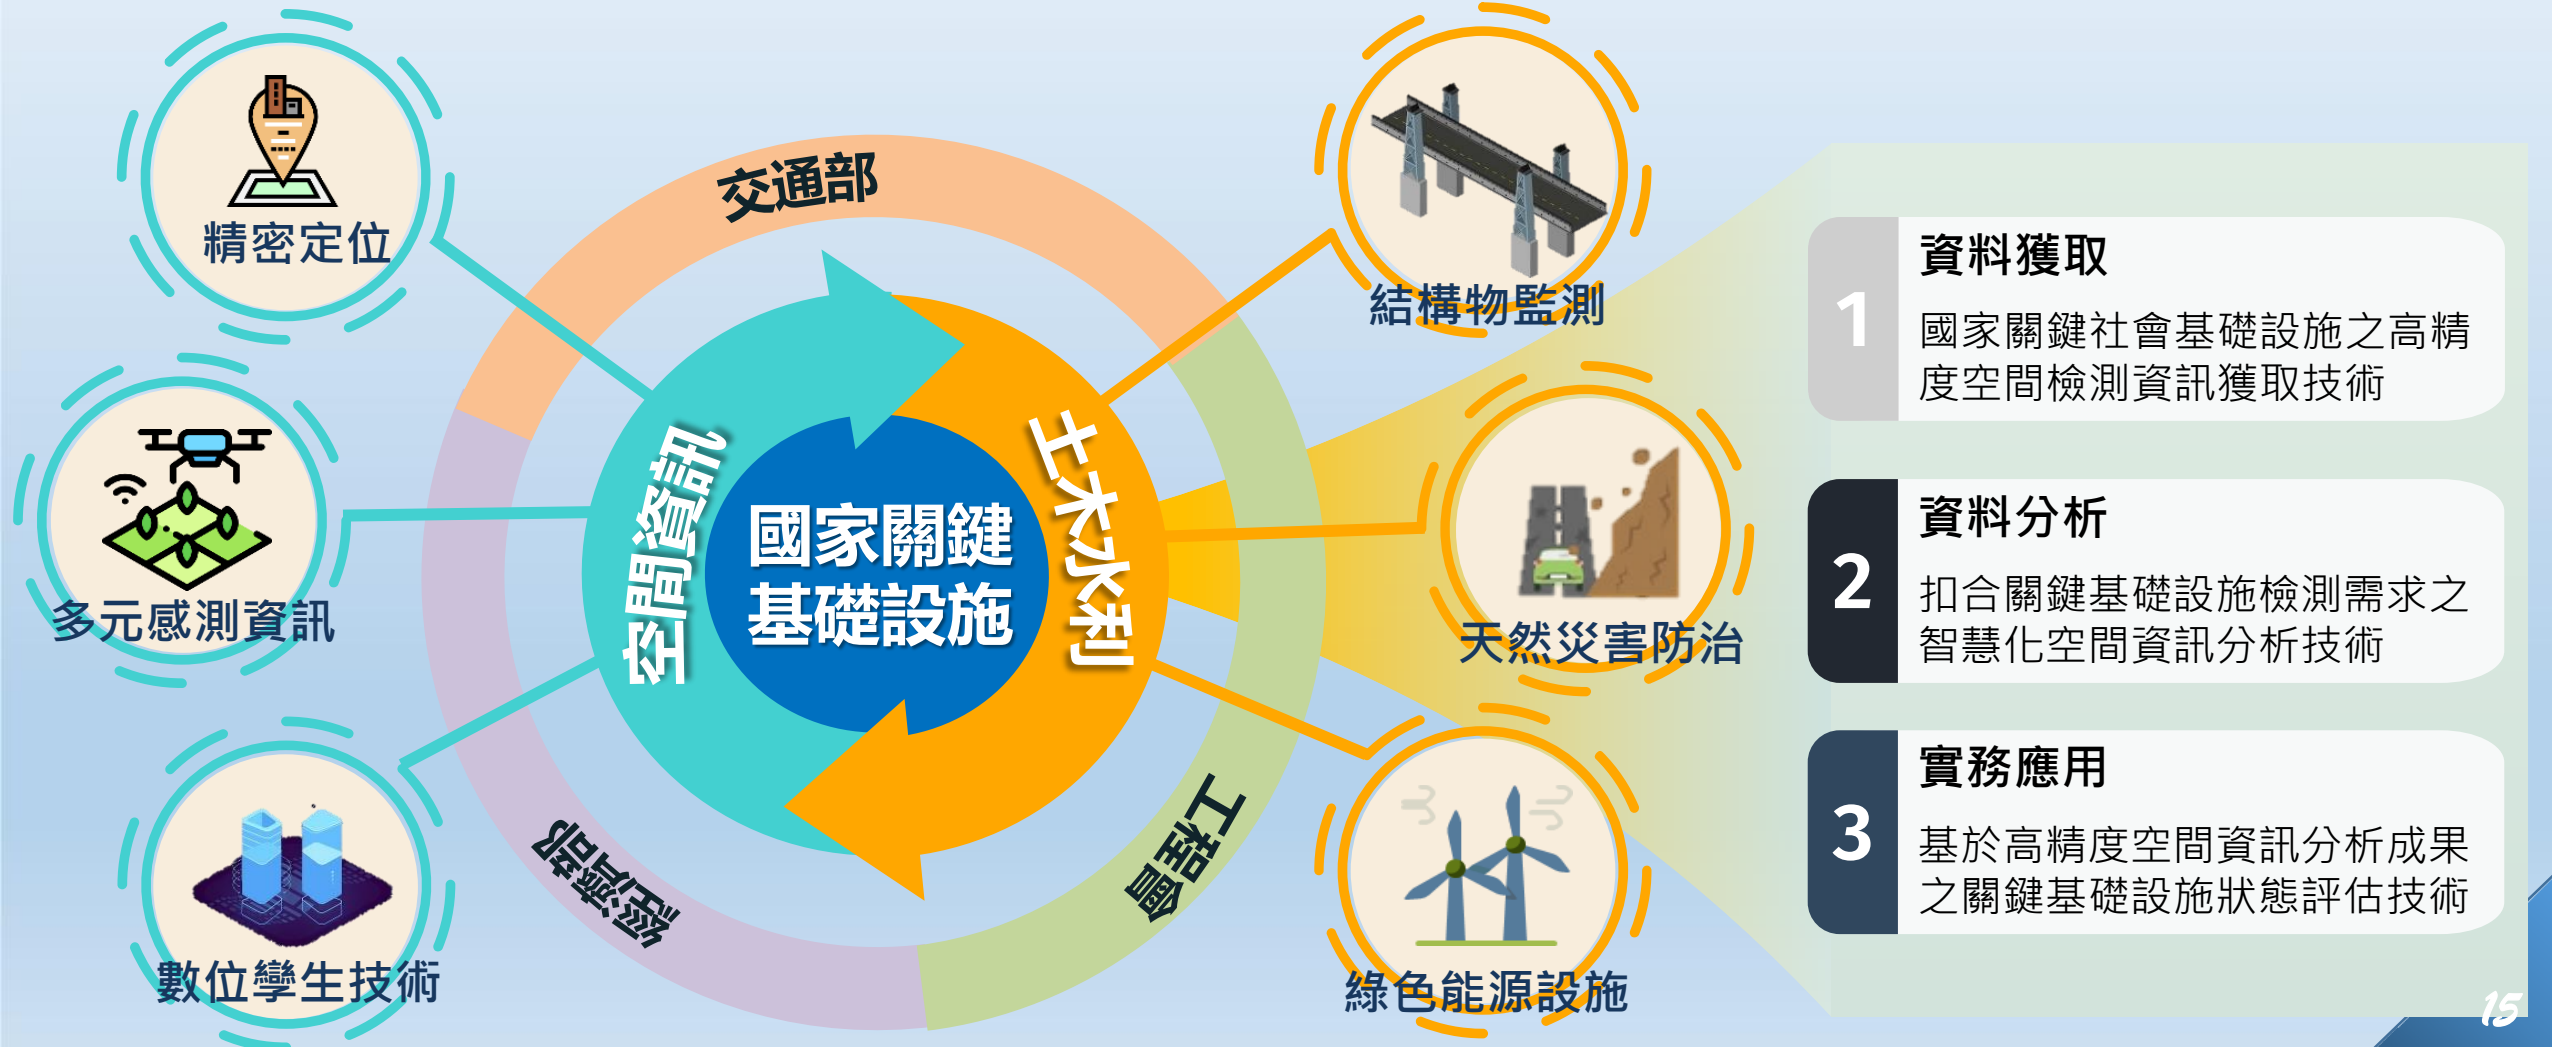 精密定位
多元感測資訊
數位孿生技術
交通部
經濟部
工程會
空間資訊
土木水利
國家關鍵
基礎設施
結構物監測
天然災害防治
綠色能源設施
1
資料獲取
國家關鍵社會基礎設施之高精
度空間檢測資訊獲取技術
2
資料分析
扣合關鍵基礎設施檢測需求之
智慧化空間資訊分析技術
3
實務應用
基於高精度空間資訊分析成果
之關鍵基礎設施狀態評估技術
15